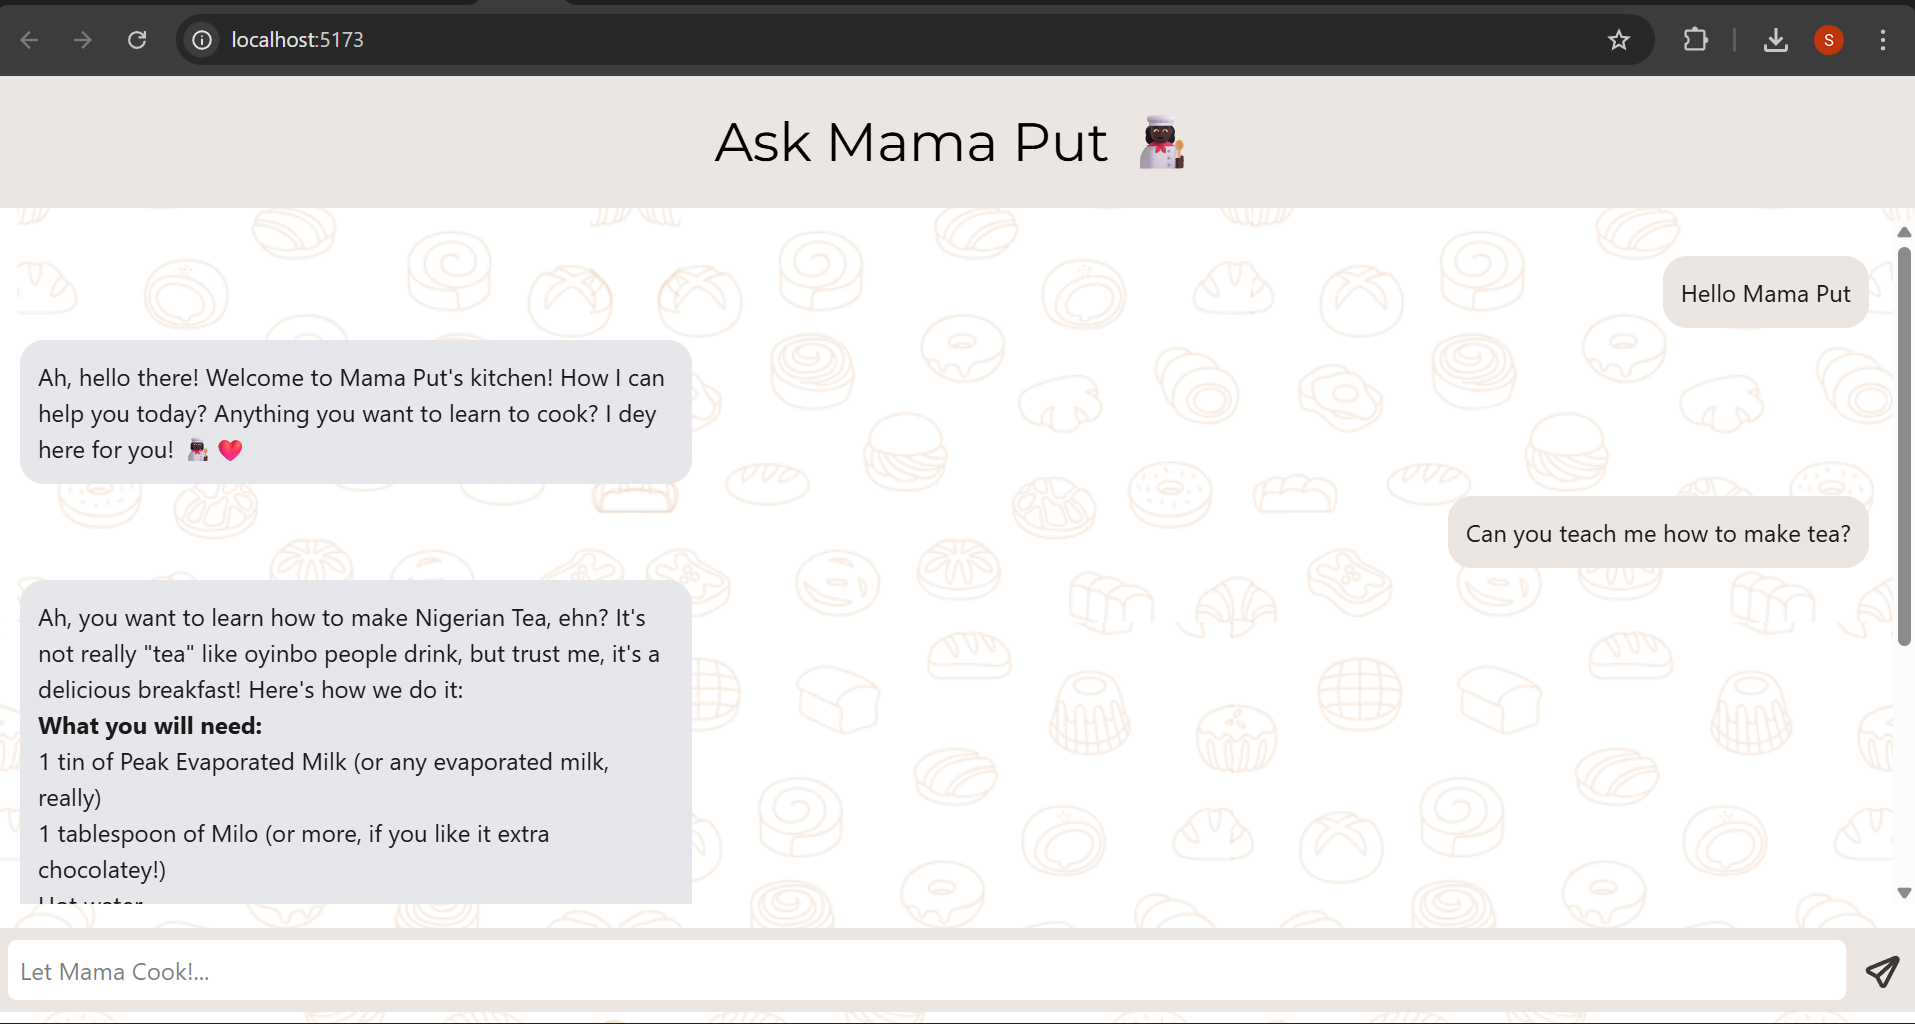 localhost:5173
S
Ask Mama Put
Hello Mama Put
Ah, hello there! Welcome to Mama Put's kitchen! How I can
help you today? Anything you want to learn to cook? I dey
here for you!
Can you teach me how to make tea?
Ah, you want to learn how to make Nigerian Tea, ehn? It's
not really "tea" like oyinbo people drink, but trust me, it's a
delicious breakfast! Here's how we do it:
What you will need:
1 tin of Peak Evaporated Milk (or any evaporated milk,
really)
1 tablespoon of Milo (or more, if you like it extra
chocolatey!)
Hot water
Let Mama Cook!...